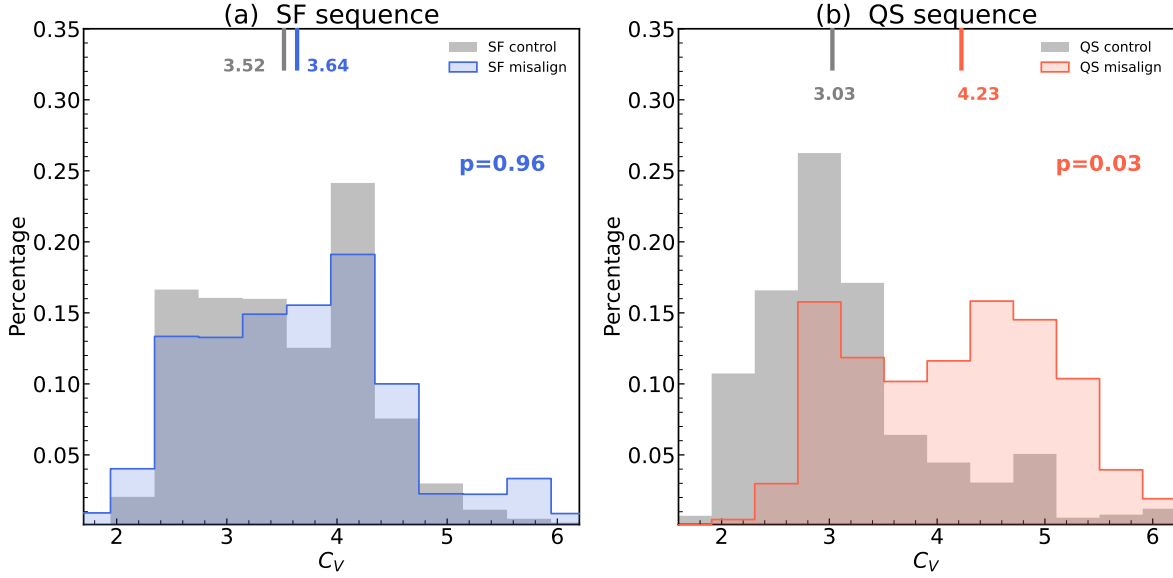 (a) SF sequence
0.35
0.30
0.25
0.20
0.15
0.10
0.05
Percentage
3.52
3.64
SF control
SF misalign
p=0.96
2 3 4 5 6
C_V
(b) QS sequence
0.35
0.30
0.25
0.20
0.15
0.10
0.05
Percentage
3.03
4.23
QS control
QS misalign
p=0.03
2 3 4 5 6
C_V